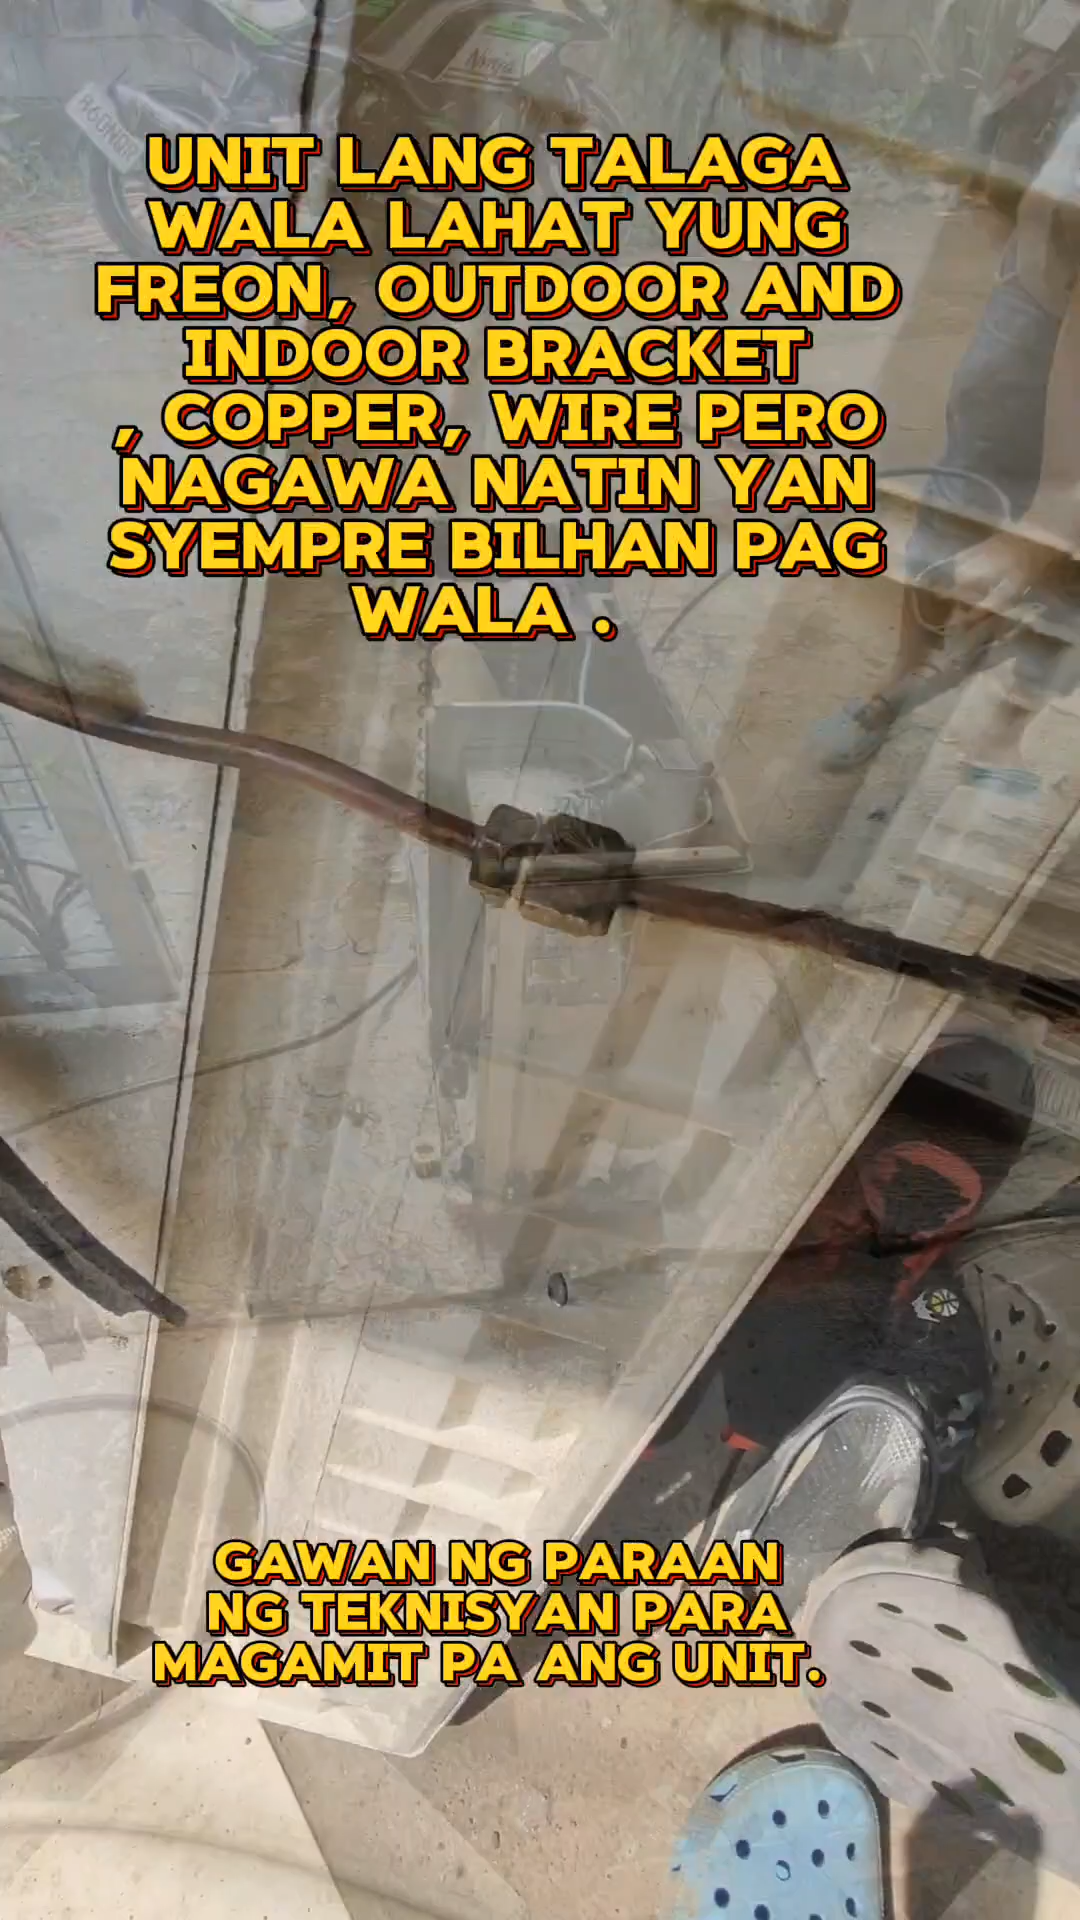 Ninja
UNIT LANG TALAGA
WALA LAHAT YUNG
FREON, OUTDOOR AND
INDOOR BRACKET
, COPPER, WIRE PERO
NAGAWA NATIN YAN
SYEMPRE BILHAN PAG
WALA .
GAWAN NG PARAAN
NG TEKNISYAN PARA
MAGAMIT PA ANG UNIT.